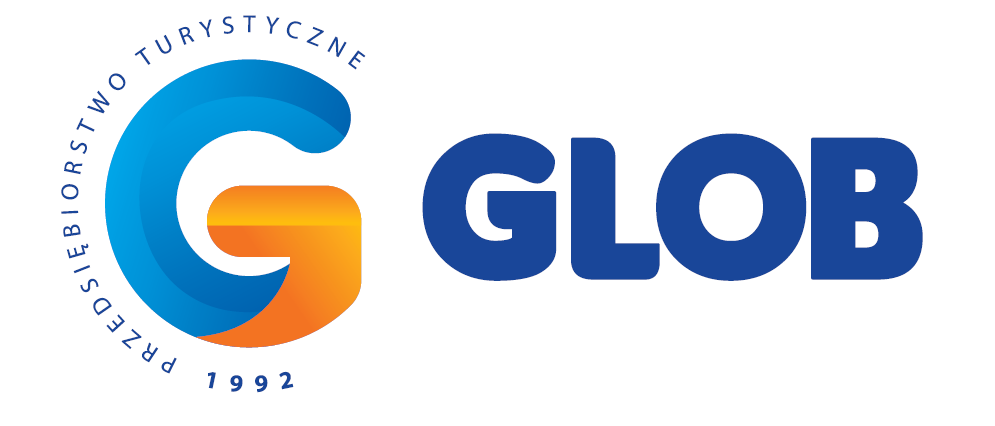 PRZEDSIĘBIORSTWO TURYSTYCZNE
1992
GLOB